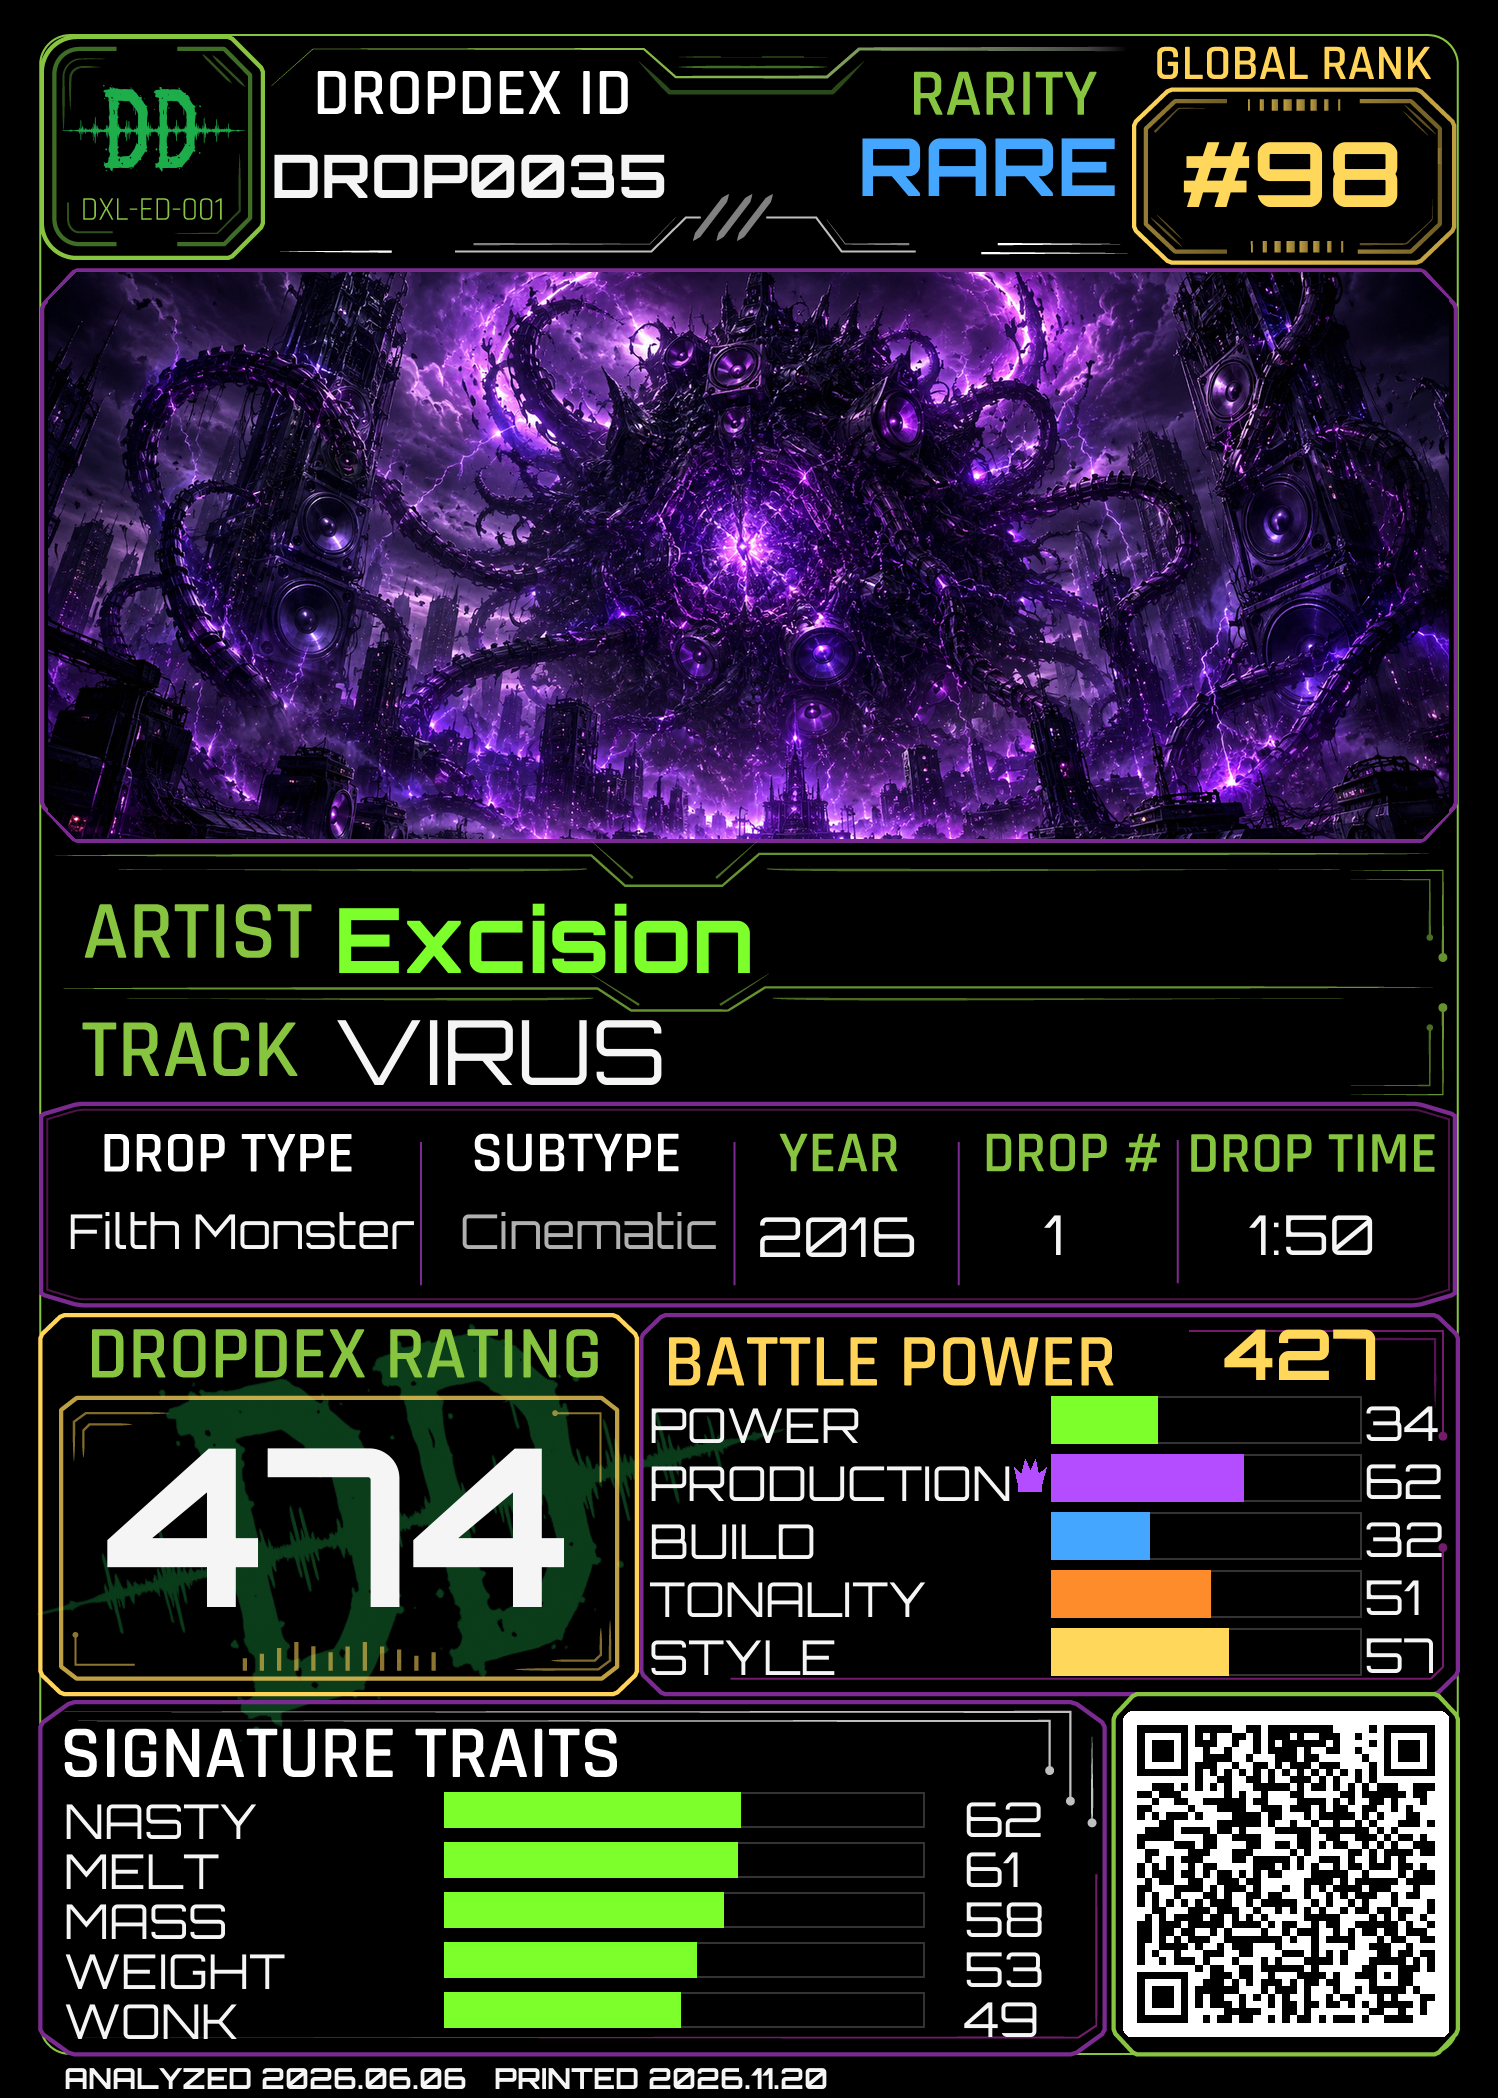 DD
DXL-ED-001
DROPDEX ID
DROP0035
RARITY
RARE
GLOBAL RANK
#98
ARTIST Excision
TRACK VIRUS
DROP TYPE
Filth Monster
SUBTYPE
Cinematic
YEAR
2016
DROP #
1
DROP TIME
1:50
DROPDEX RATING
474
BATTLE POWER 427
POWER 34
PRODUCTION 62
BUILD 32
TONALITY 51
STYLE 57
SIGNATURE TRAITS
NASTY 62
MELT 61
MASS 58
WEIGHT 53
WONK 49
ANALYZED 2026.06.06 PRINTED 2026.11.20